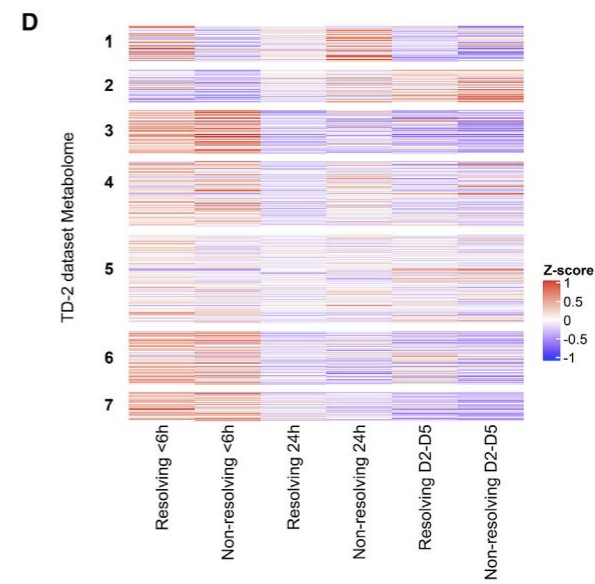 D
TD-2 dataset Metabolome
1
2
3
4
5
6
7
Z-score
1
0.5
0
-0.5
-1
Resolving <6h
Non-resolving <6h
Resolving 24h
Non-resolving 24h
Resolving D2-D5
Non-resolving D2-D5